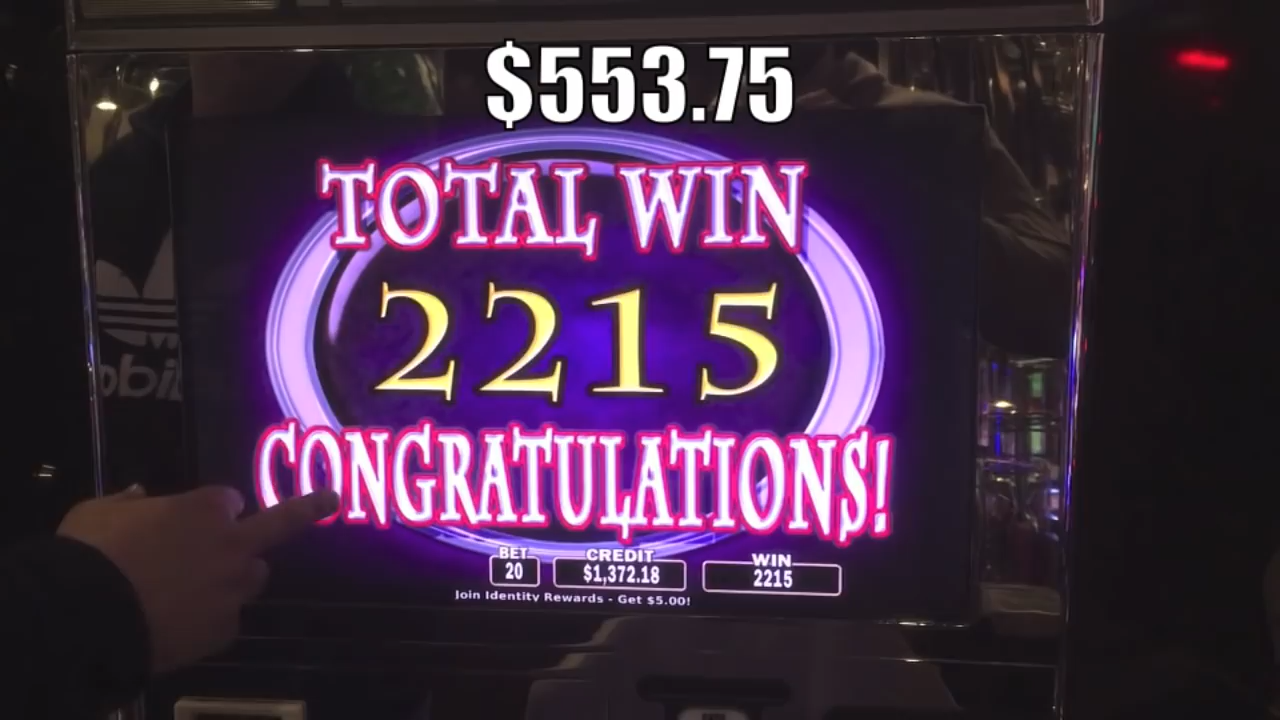 $553.75
TOTAL WIN
2215
CONGRATULATIONS!
BET CREDIT WIN
20 $1,372.18 2215
Join Identity Rewards - Get $5.00!